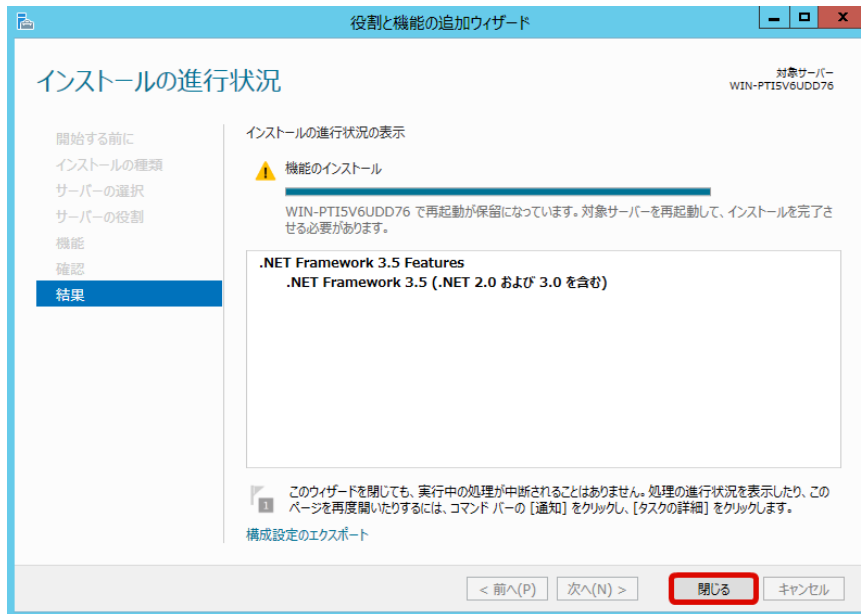 役割と機能の追加ウィザード
インストールの進行状況
対象サーバー
WIN-PTI5V6UDD76
開始する前に
インストールの種類
サーバーの選択
サーバーの役割
機能
確認
結果
インストールの進行状況の表示
機能のインストール
WIN-PTI5V6UDD76 で再起動が保留になっています。対象サーバーを再起動して、インストールを完了さ
せる必要があります。
.NET Framework 3.5 Features
.NET Framework 3.5 (.NET 2.0 および 3.0 を含む)
1
このウィザードを閉じても、実行中の処理が中断されることはありません。処理の進行状況を表示したり、この
ページを再度開いたりするには、コマンド バーの [通知] をクリックし、[タスクの詳細] をクリックします。
構成設定のエクスポート
< 前へ(P)
次へ(N) >
閉じる
キャンセル